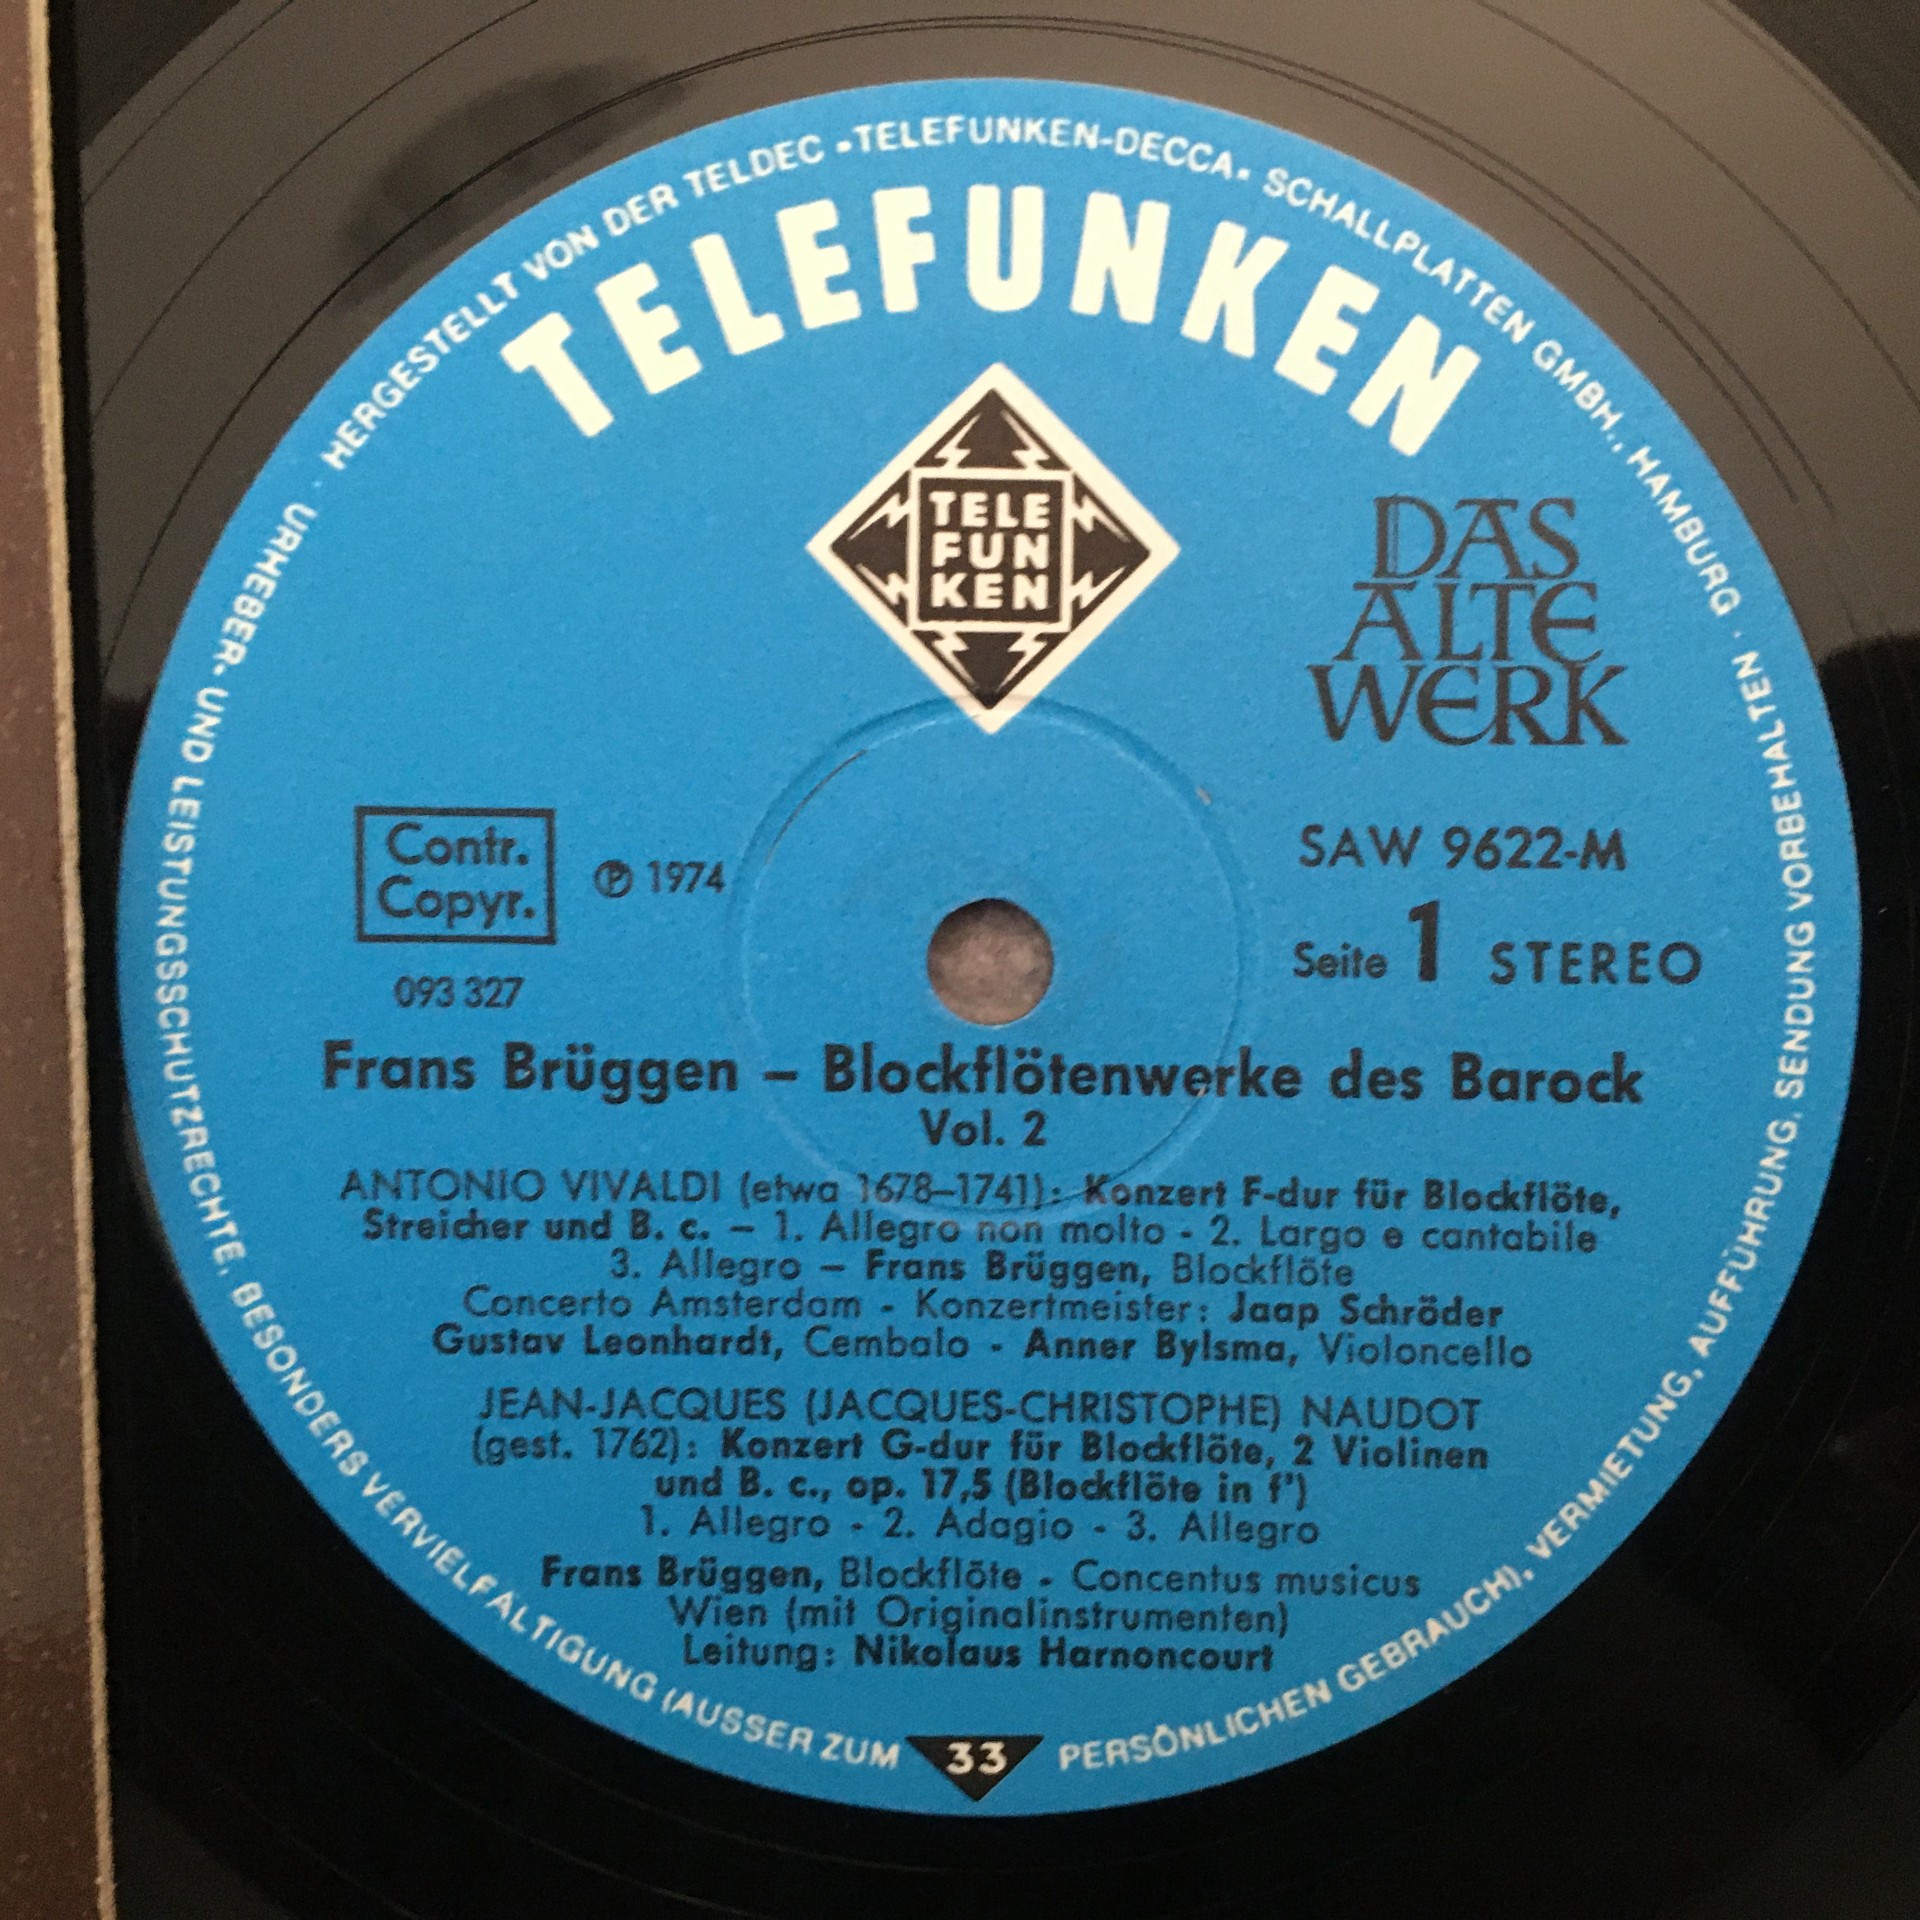 HERGESTELLT VON DER TELDEC •TELEFUNKEN-DECCA• SCHALLPLATTEN GMBH., HAMBURG · URHEBER- UND LEISTUNGSSCHUTZRECHTE, BESONDERS VERVIELFÄLTIGUNG (AUSSER ZUM PERSÖNLICHEN GEBRAUCH), VERMIETUNG, AUFFÜHRUNG, SENDUNG VORBEHALTEN ·
TELEFUNKEN
TELE
FUN
KEN
DAS
ALTE
WERK
Contr.
Copyr.
℗ 1974
093 327
SAW 9622-M
Seite 1 STEREO
Frans Brüggen – Blockflötenwerke des Barock
Vol. 2
ANTONIO VIVALDI (etwa 1678–1741): Konzert F-dur für Blockflöte,
Streicher und B. c. – 1. Allegro non molto - 2. Largo e cantabile
3. Allegro – Frans Brüggen, Blockflöte
Concerto Amsterdam - Konzertmeister: Jaap Schröder
Gustav Leonhardt, Cembalo - Anner Bylsma, Violoncello
JEAN-JACQUES (JACQUES-CHRISTOPHE) NAUDOT
(gest. 1762): Konzert G-dur für Blockflöte, 2 Violinen
und B. c., op. 17,5 (Blockflöte in f')
1. Allegro - 2. Adagio - 3. Allegro
Frans Brüggen, Blockflöte - Concentus musicus
Wien (mit Originalinstrumenten)
Leitung: Nikolaus Harnoncourt
33